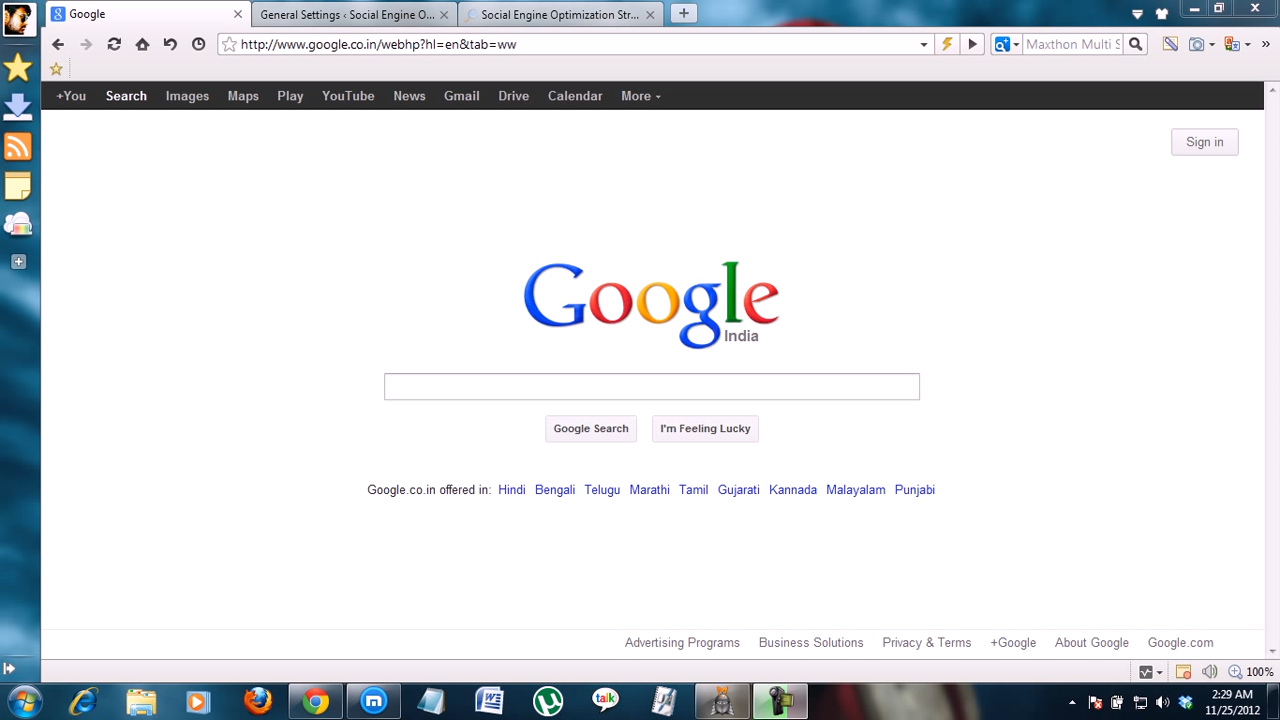 Google
General Settings ‹ Social Engine O...
Social Engine Optimization Str...
http://www.google.co.in/webhp?hl=en&tab=ww
Maxthon Multi S
+You Search Images Maps Play YouTube News Gmail Drive Calendar More
Sign in
Google
India
Google Search I'm Feeling Lucky
Google.co.in offered in: Hindi Bengali Telugu Marathi Tamil Gujarati Kannada Malayalam Punjabi
Advertising Programs Business Solutions Privacy & Terms +Google About Google Google.com
100%
talk
2:29 AM
11/25/2012